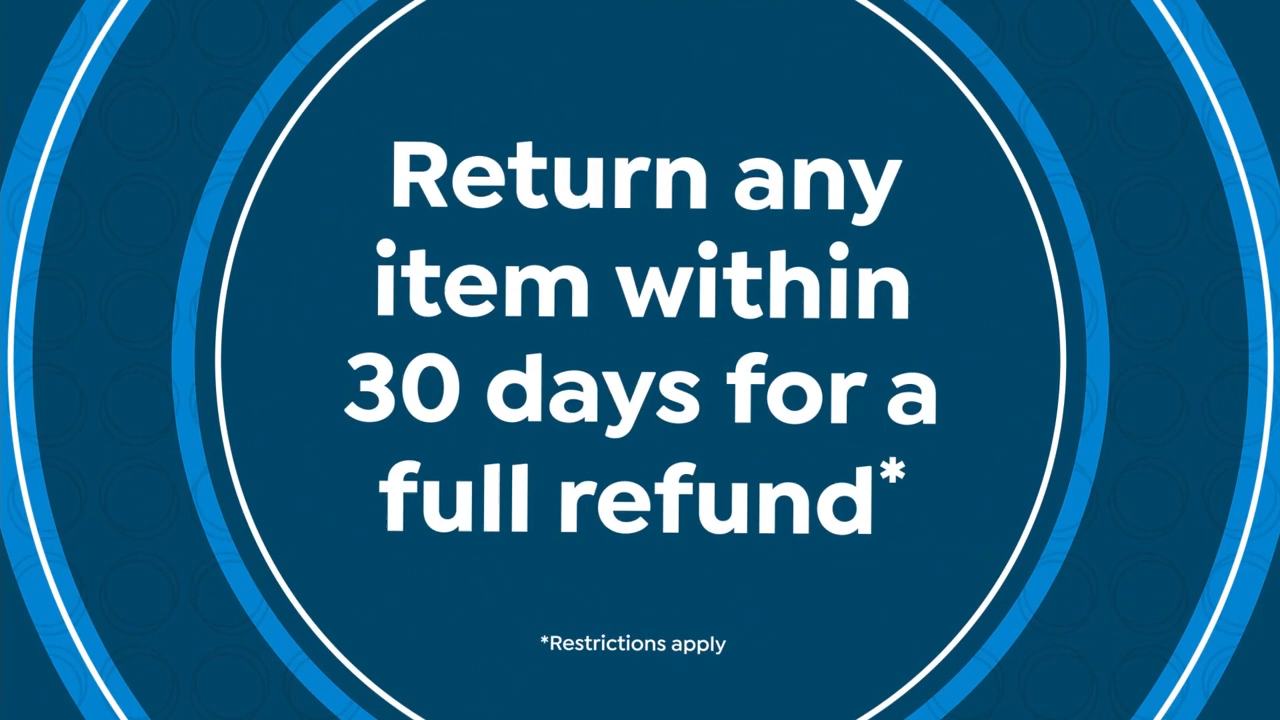 Return any
item within
30 days for a
full refund*
*Restrictions apply